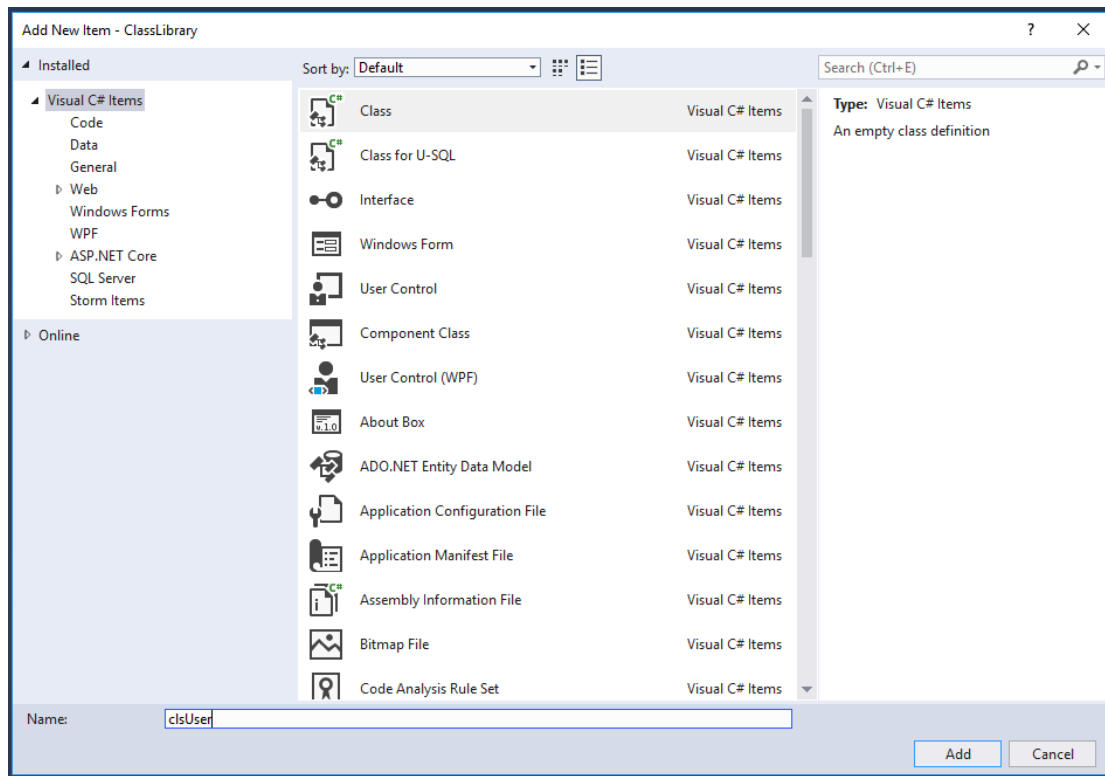 Add New Item - ClassLibrary ? ×
Installed
Visual C# Items
Code
Data
General
Web
Windows Forms
WPF
ASP.NET Core
SQL Server
Storm Items
Online
Sort by: Default
C# Class Visual C# Items
C# Class for U-SQL Visual C# Items
Interface Visual C# Items
Windows Form Visual C# Items
User Control Visual C# Items
Component Class Visual C# Items
User Control (WPF) Visual C# Items
v.1.0 About Box Visual C# Items
ADO.NET Entity Data Model Visual C# Items
Application Configuration File Visual C# Items
Application Manifest File Visual C# Items
C# Assembly Information File Visual C# Items
Bitmap File Visual C# Items
Code Analysis Rule Set Visual C# Items
Search (Ctrl+E)
Type: Visual C# Items
An empty class definition
Name: clsUser
Add Cancel